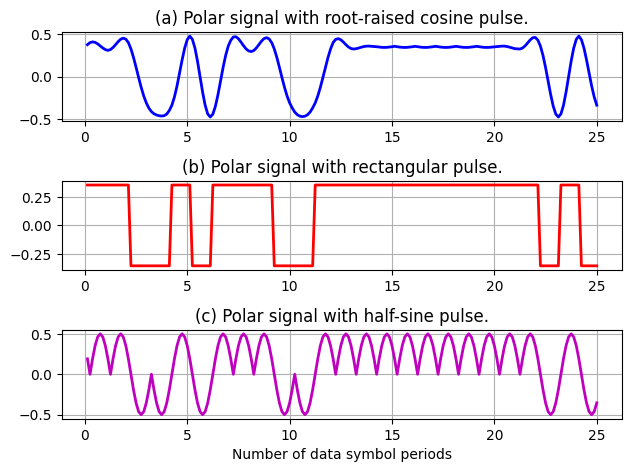 (a) Polar signal with root-raised cosine pulse.
0.5
0.0
−0.5
0 5 10 15 20 25
(b) Polar signal with rectangular pulse.
0.25
0.00
−0.25
0 5 10 15 20 25
(c) Polar signal with half-sine pulse.
0.5
0.0
−0.5
0 5 10 15 20 25
Number of data symbol periods